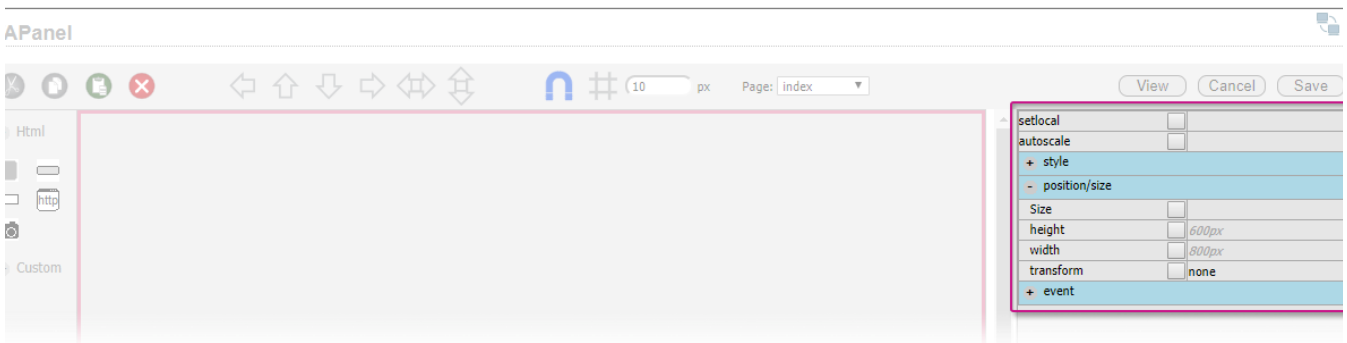 APanel
10 px Page: index View Cancel Save
Html
http
Custom
setlocal
autoscale
+ style
- position/size
Size
height 600px
width 800px
transform none
+ event